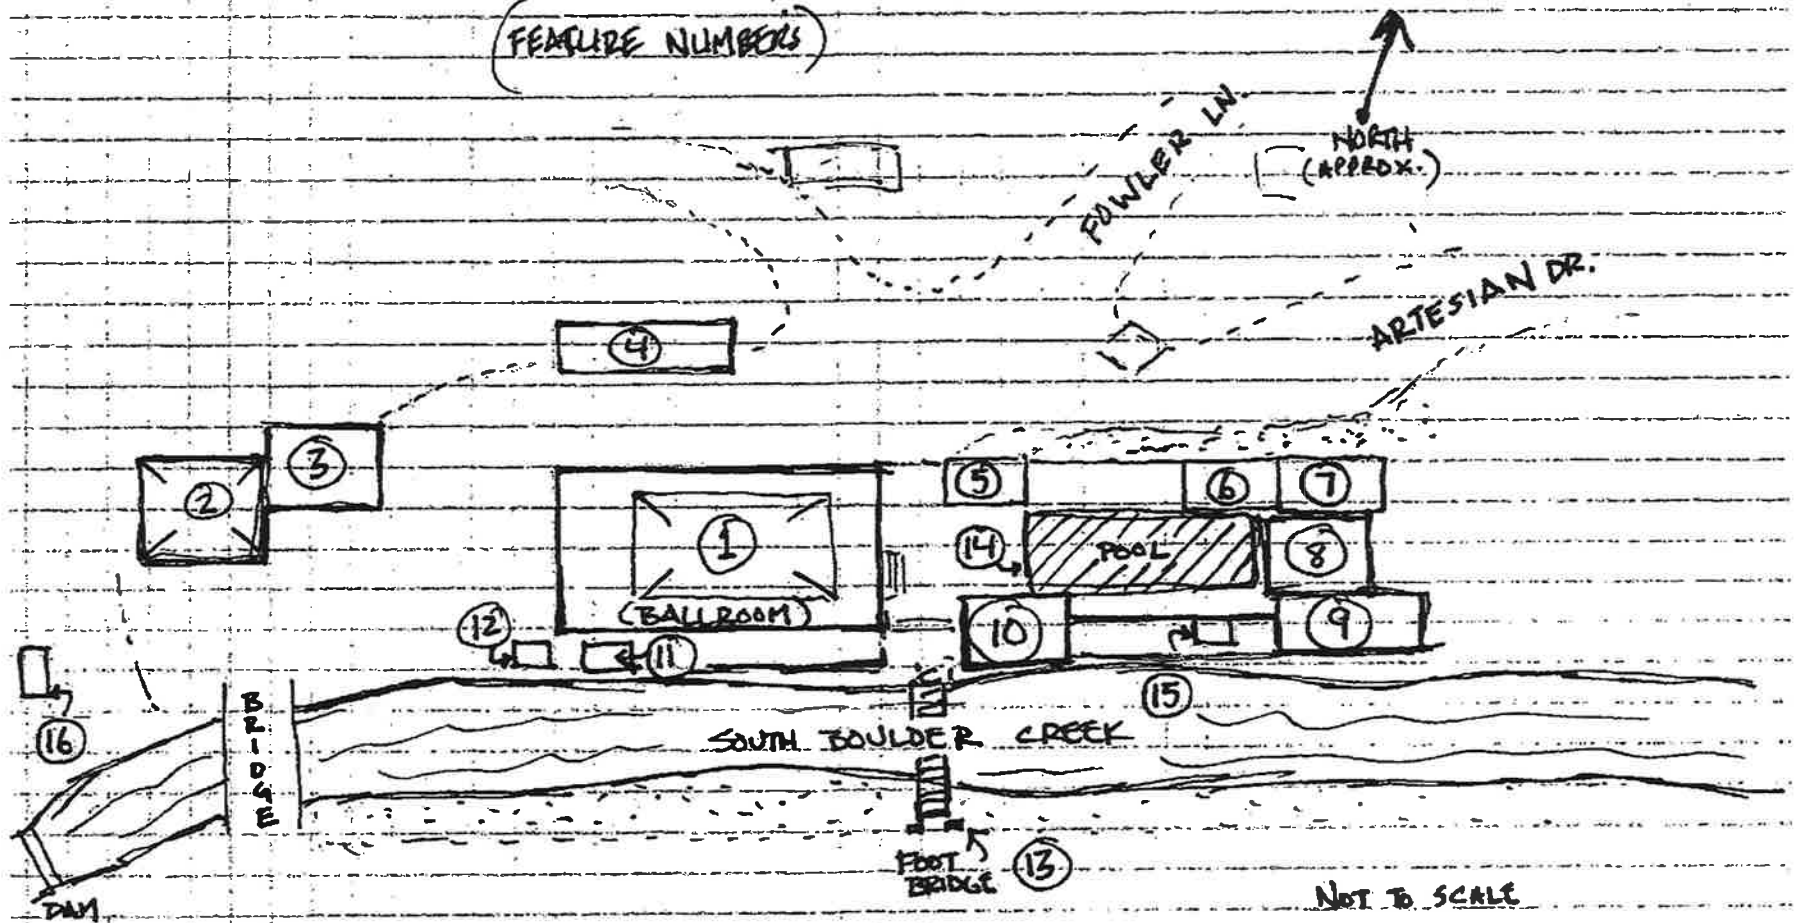 (FEATURE NUMBERS)
FOWLER LN.
NORTH
(APPROX.)
ARTESIAN DR.
4
3
2
5
6
7
1
14
POOL
8
(BALLROOM)
12
11
10
9
15
16
BRIDGE
SOUTH BOULDER CREEK
FOOT
BRIDGE
13
DAM
NOT TO SCALE